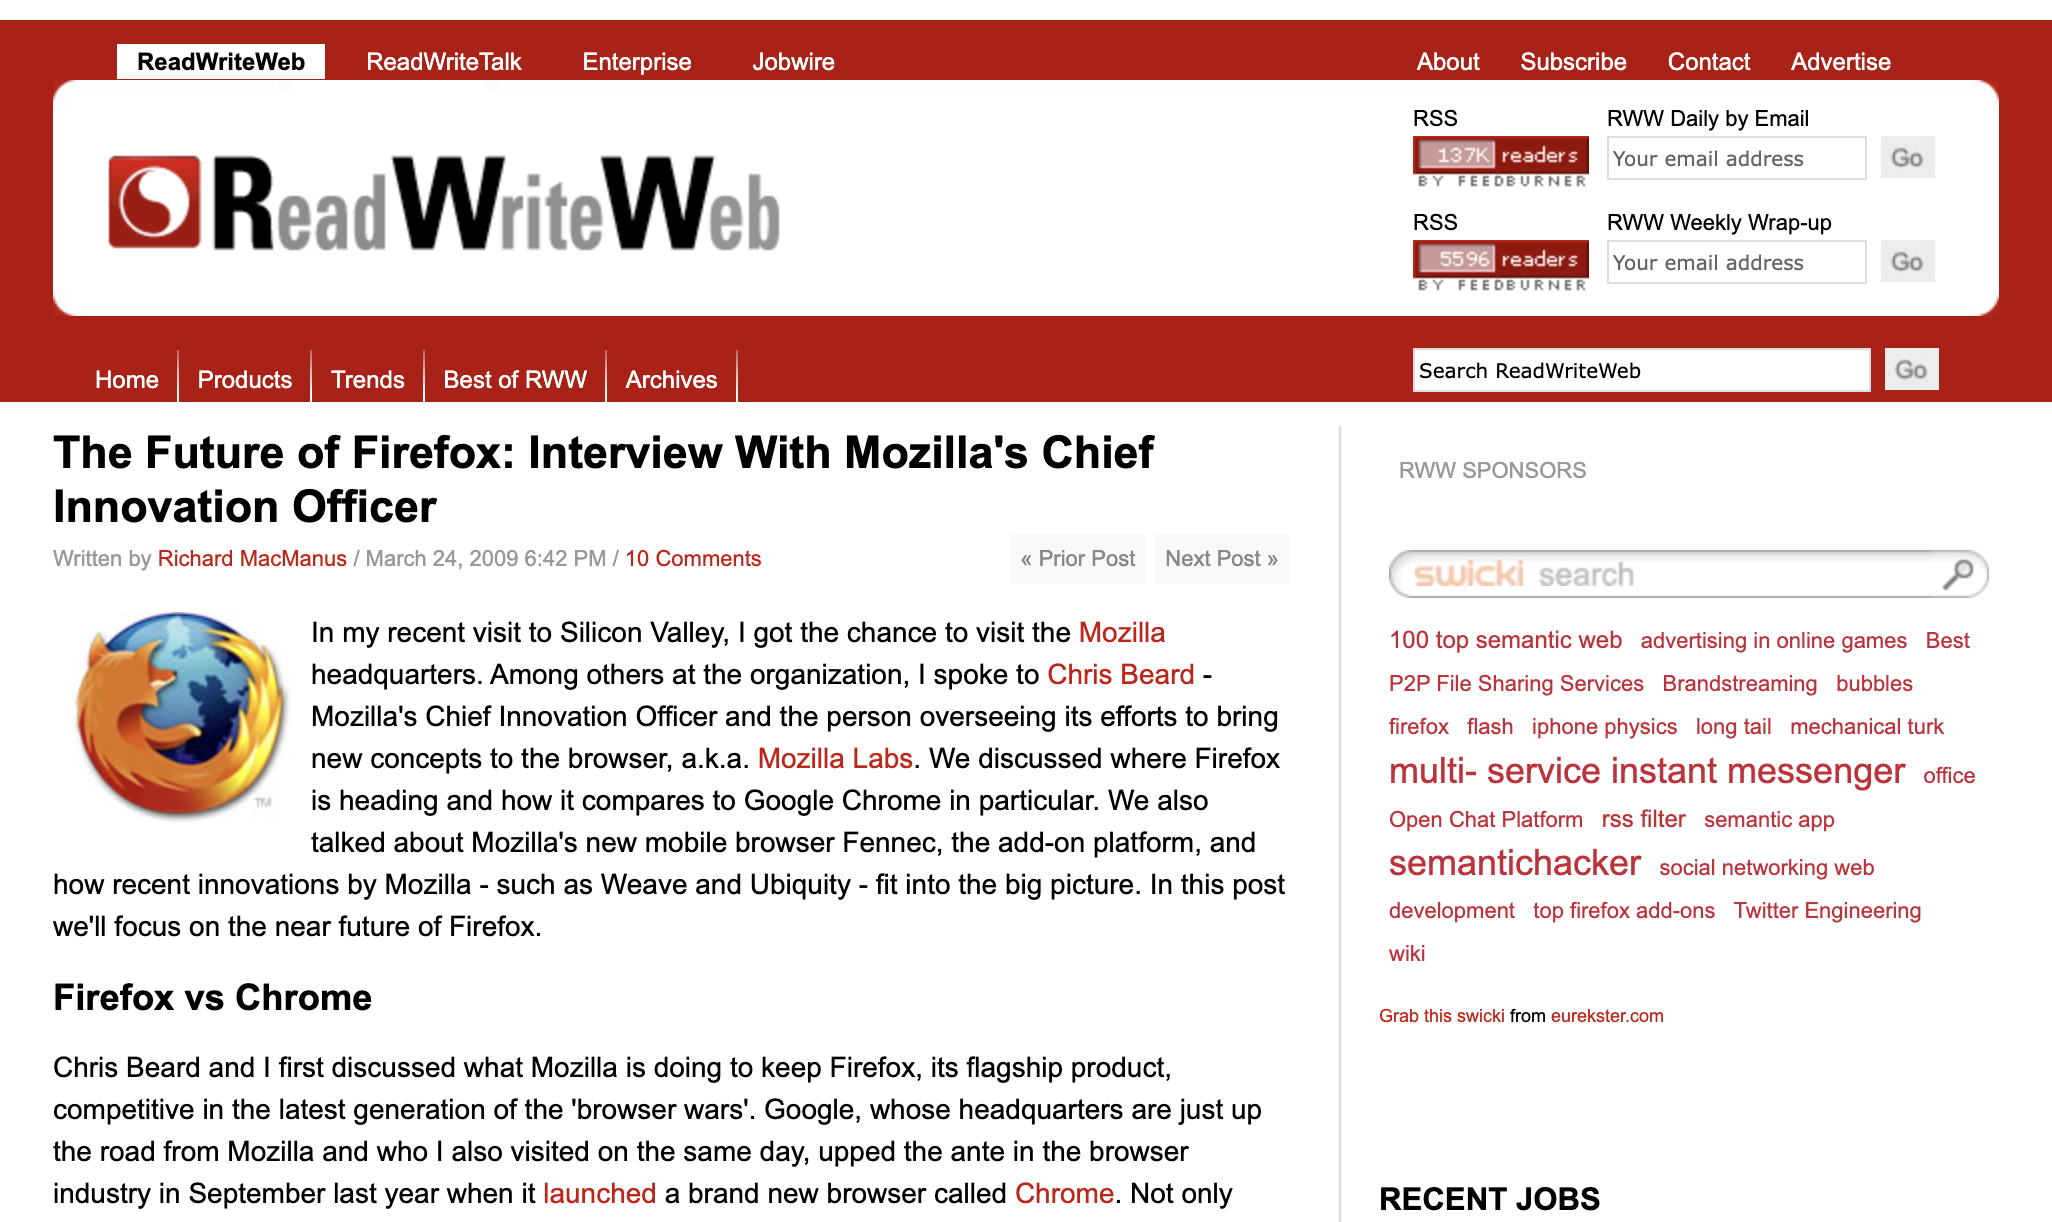 ReadWriteWeb ReadWriteTalk Enterprise Jobwire
About Subscribe Contact Advertise
ReadWriteWeb
RSS
137K readers
BY FEEDBURNER
RWW Daily by Email
Your email address Go
RSS
5596 readers
BY FEEDBURNER
RWW Weekly Wrap-up
Your email address Go
Home Products Trends Best of RWW Archives
Search ReadWriteWeb Go
The Future of Firefox: Interview With Mozilla's Chief
Innovation Officer
Written by Richard MacManus / March 24, 2009 6:42 PM / 10 Comments
« Prior Post Next Post »
TM
In my recent visit to Silicon Valley, I got the chance to visit the Mozilla
headquarters. Among others at the organization, I spoke to Chris Beard -
Mozilla's Chief Innovation Officer and the person overseeing its efforts to bring
new concepts to the browser, a.k.a. Mozilla Labs. We discussed where Firefox
is heading and how it compares to Google Chrome in particular. We also
talked about Mozilla's new mobile browser Fennec, the add-on platform, and
how recent innovations by Mozilla - such as Weave and Ubiquity - fit into the big picture. In this post
we'll focus on the near future of Firefox.
Firefox vs Chrome
Chris Beard and I first discussed what Mozilla is doing to keep Firefox, its flagship product,
competitive in the latest generation of the 'browser wars'. Google, whose headquarters are just up
the road from Mozilla and who I also visited on the same day, upped the ante in the browser
industry in September last year when it launched a brand new browser called Chrome. Not only
RWW SPONSORS
swicki search
100 top semantic web advertising in online games Best
P2P File Sharing Services Brandstreaming bubbles
firefox flash iphone physics long tail mechanical turk
multi- service instant messenger office
Open Chat Platform rss filter semantic app
semantichacker social networking web
development top firefox add-ons Twitter Engineering
wiki
Grab this swicki from eurekster.com
RECENT JOBS